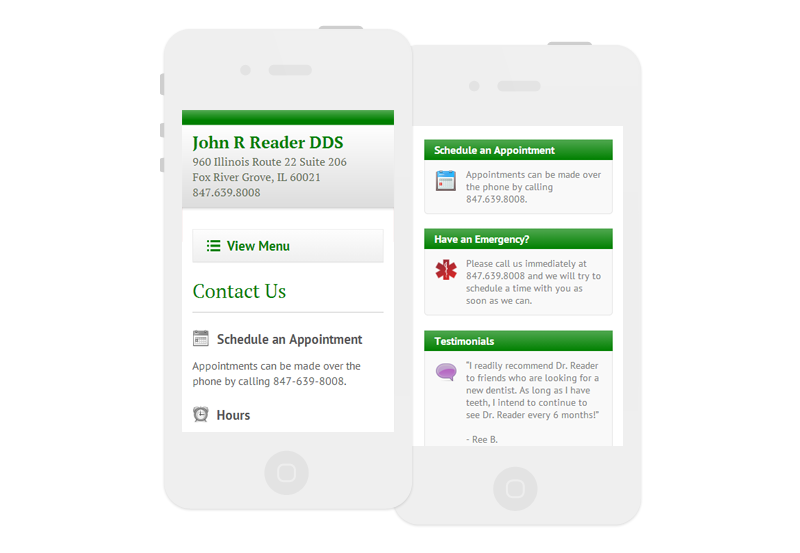 John R Reader DDS
960 Illinois Route 22 Suite 206
Fox River Grove, IL 60021
847.639.8008
View Menu
Contact Us
Schedule an Appointment
Appointments can be made over the
phone by calling 847-639-8008.
Hours
Schedule an Appointment
Appointments can be made over
the phone by calling
847.639.8008.
Have an Emergency?
Please call us immediately at
847.639.8008 and we will try to
schedule a time with you as
soon as we can.
Testimonials
"I readily recommend Dr. Reader
to friends who are looking for a
new dentist. As long as I have
teeth, I intend to continue to
see Dr. Reader every 6 months!"
- Ree B.